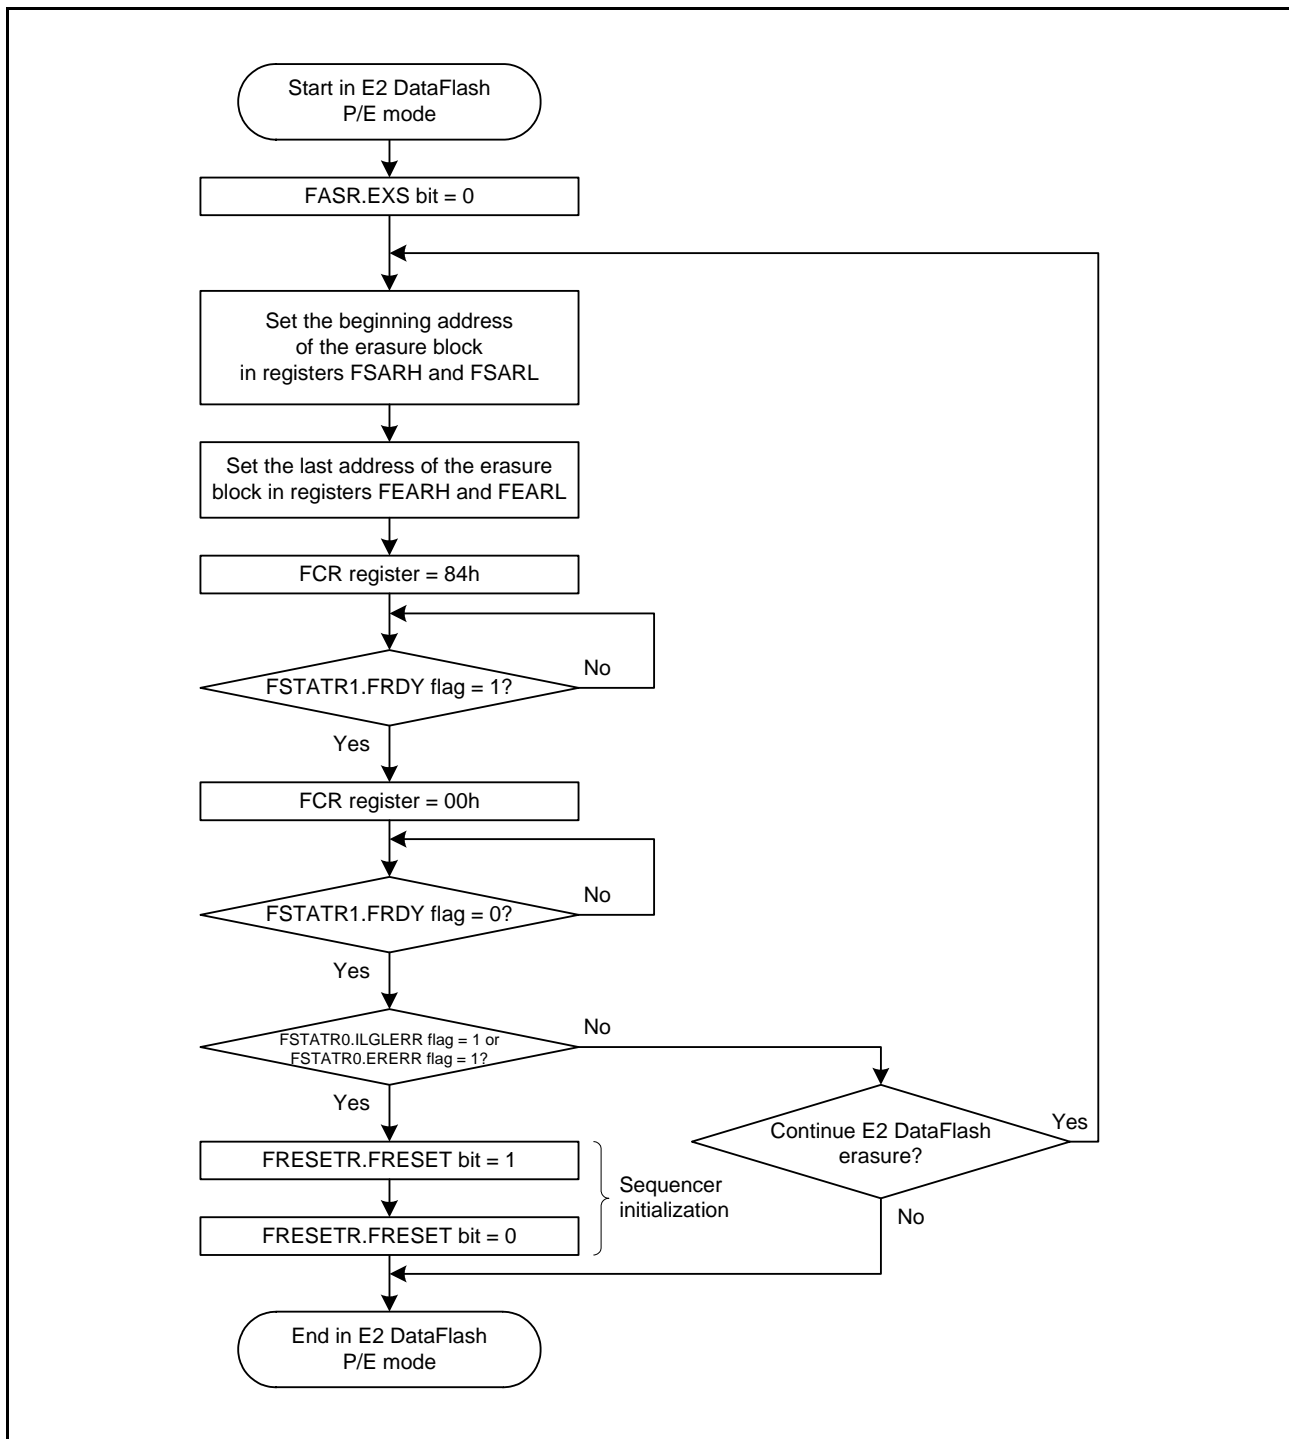 Start in E2 DataFlash
P/E mode
FASR.EXS bit = 0
Set the beginning address
of the erasure block
in registers FSARH and FSARL
Set the last address of the erasure
block in registers FEARH and FEARL
FCR register = 84h
FSTATR1.FRDY flag = 1?
No
Yes
FCR register = 00h
FSTATR1.FRDY flag = 0?
No
Yes
FSTATR0.ILGLERR flag = 1 or
FSTATR0.ERERR flag = 1?
No
Yes
Continue E2 DataFlash
erasure?
Yes
No
FRESETR.FRESET bit = 1
FRESETR.FRESET bit = 0
Sequencer
initialization
End in E2 DataFlash
P/E mode